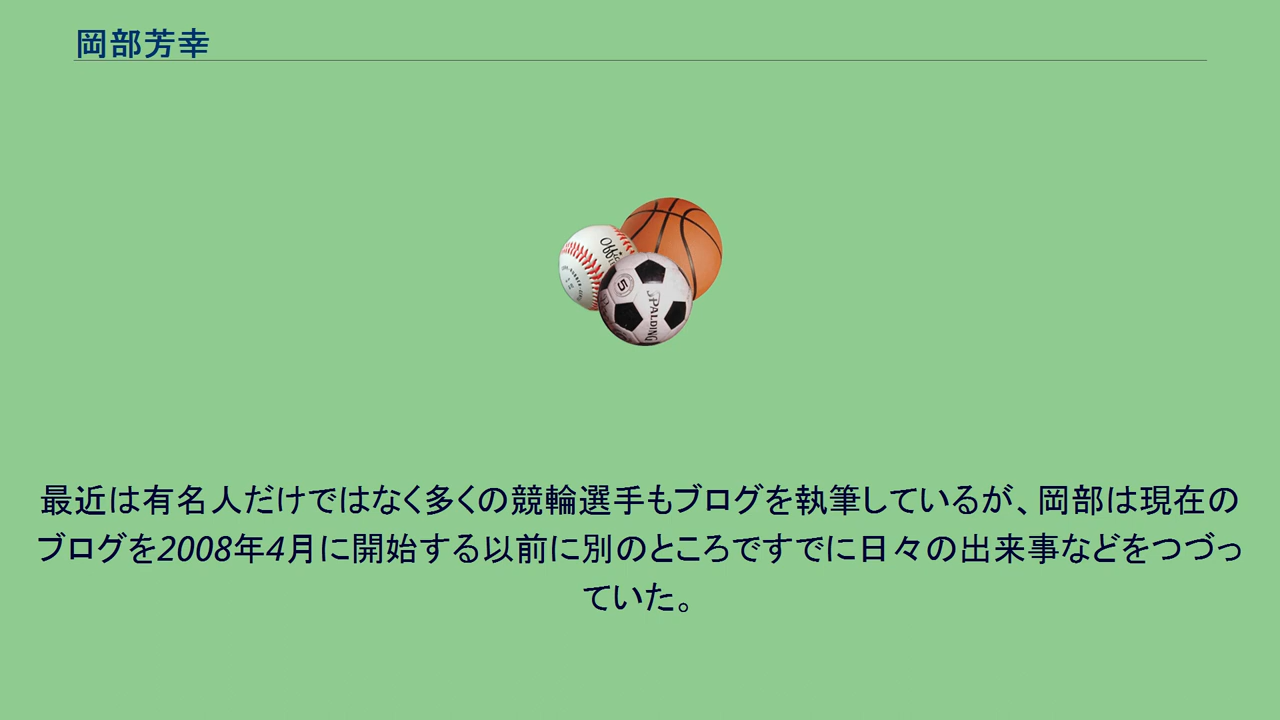 岡部芳幸
Offic
5
SPALDING
最近は有名人だけではなく多くの競輪選手もブログを執筆しているが、岡部は現在の
ブログを2008年4月に開始する以前に別のところですでに日々の出来事などをつづっ
ていた。